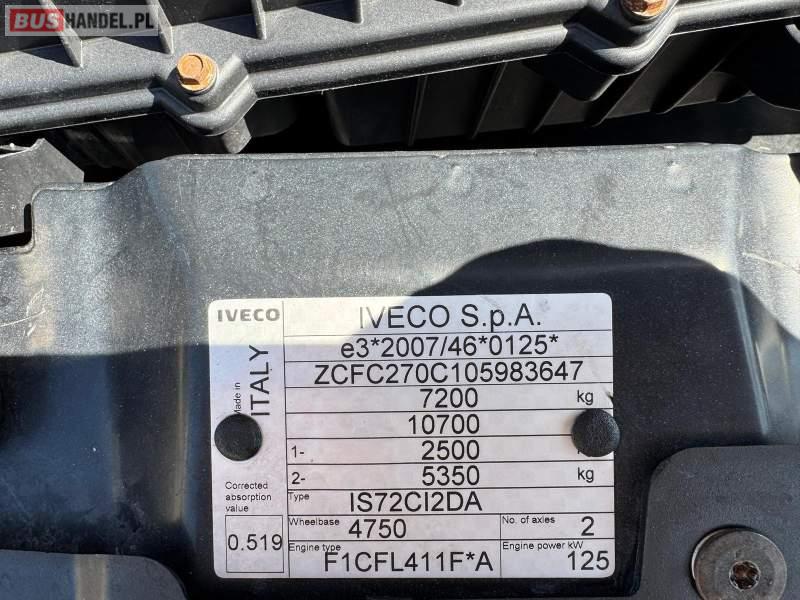 BUSHANDEL.PL
IVECO
IVECO S.p.A.
e3*2007/46*0125*
ZCFC270C105983647
Made in
ITALY
7200 kg
10700
1- 2500
2- 5350 kg
Corrected
absorption
value
0.519
Type IS72CI2DA
Wheelbase 4750 No. of axles 2
Engine type F1CFL411F*A Engine power kW 125